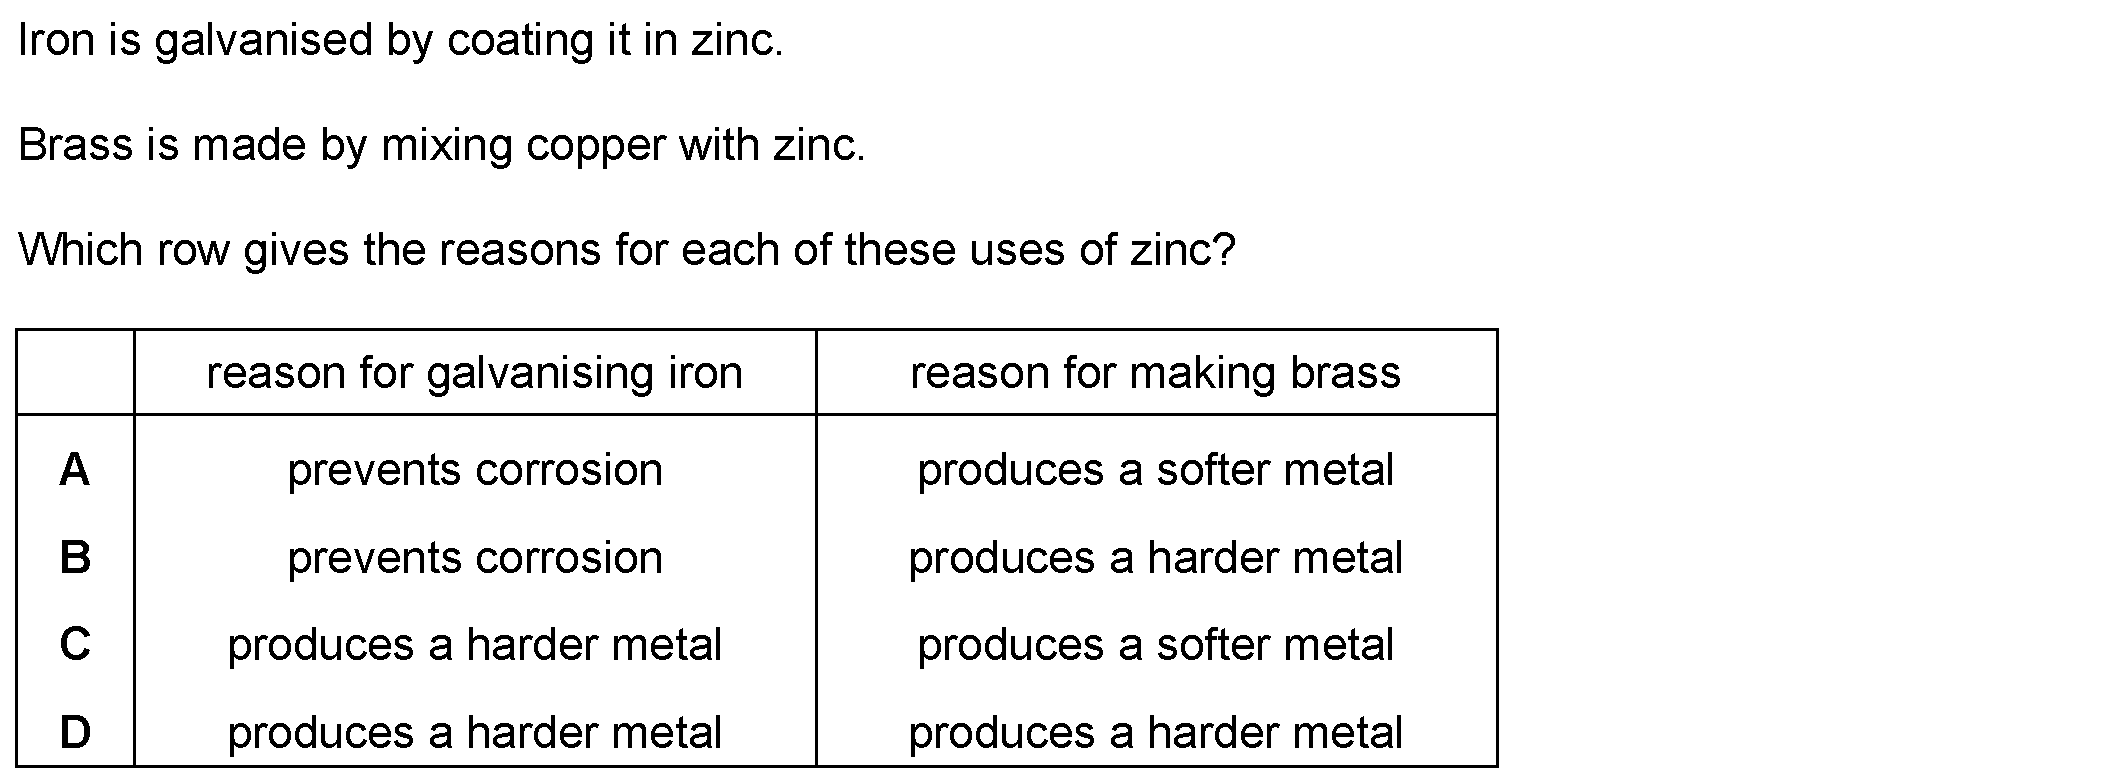 Iron is galvanised by coating it in zinc.
Brass is made by mixing copper with zinc.
Which row gives the reasons for each of these uses of zinc?
reason for galvanising iron reason for making brass
A prevents corrosion produces a softer metal
B prevents corrosion produces a harder metal
C produces a harder metal produces a softer metal
D produces a harder metal produces a harder metal